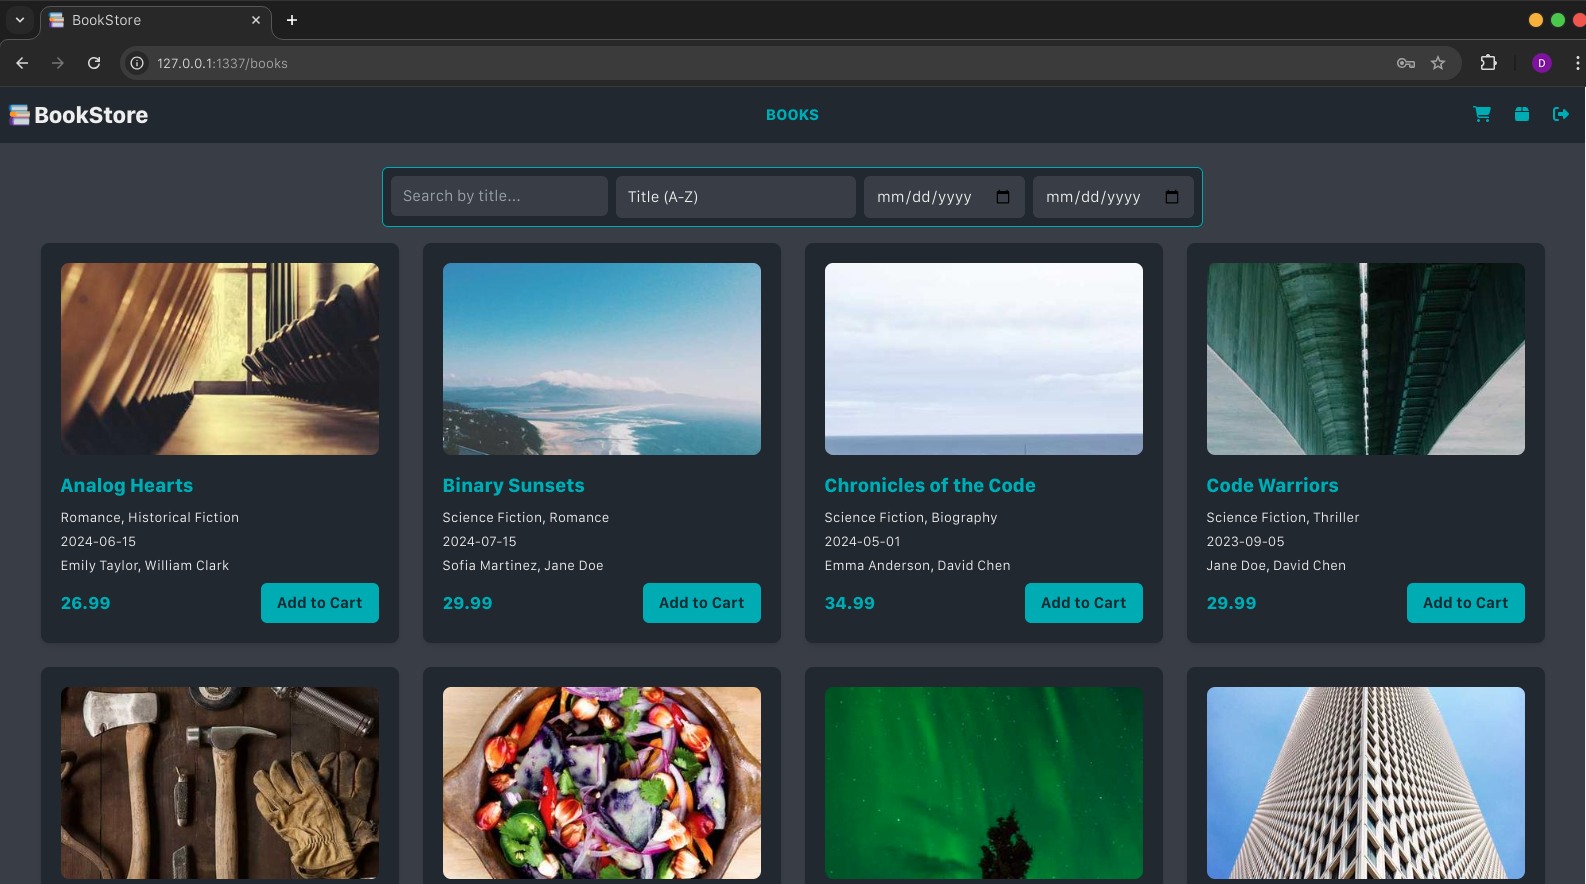 BookStore
127.0.0.1:1337/books
D
BookStore
BOOKS
Search by title...
Title (A-Z)
mm/dd/yyyy
mm/dd/yyyy
Analog Hearts
Romance, Historical Fiction
2024-06-15
Emily Taylor, William Clark
26.99
Add to Cart
Binary Sunsets
Science Fiction, Romance
2024-07-15
Sofia Martinez, Jane Doe
29.99
Add to Cart
Chronicles of the Code
Science Fiction, Biography
2024-05-01
Emma Anderson, David Chen
34.99
Add to Cart
Code Warriors
Science Fiction, Thriller
2023-09-05
Jane Doe, David Chen
29.99
Add to Cart